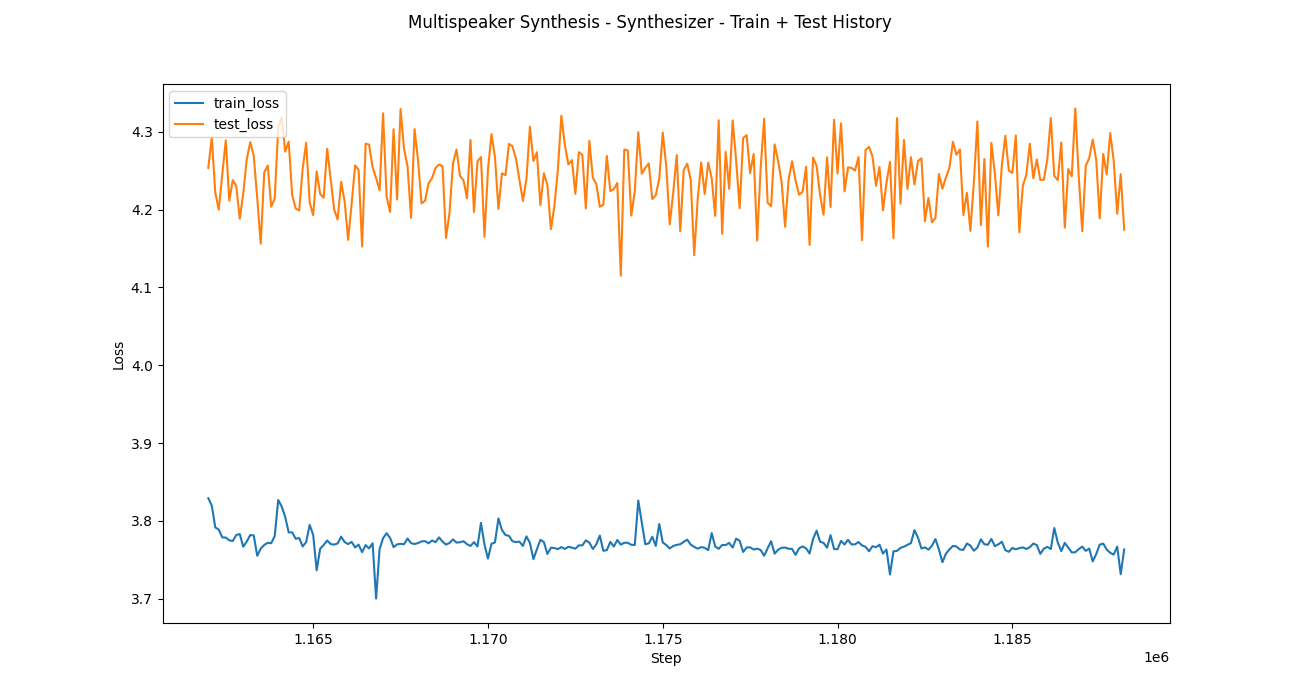 Multispeaker Synthesis - Synthesizer - Train + Test History
train_loss
test_loss
4.3
4.2
4.1
4.0
3.9
3.8
3.7
Loss
1.165 1.170 1.175 1.180 1.185
Step
1e6